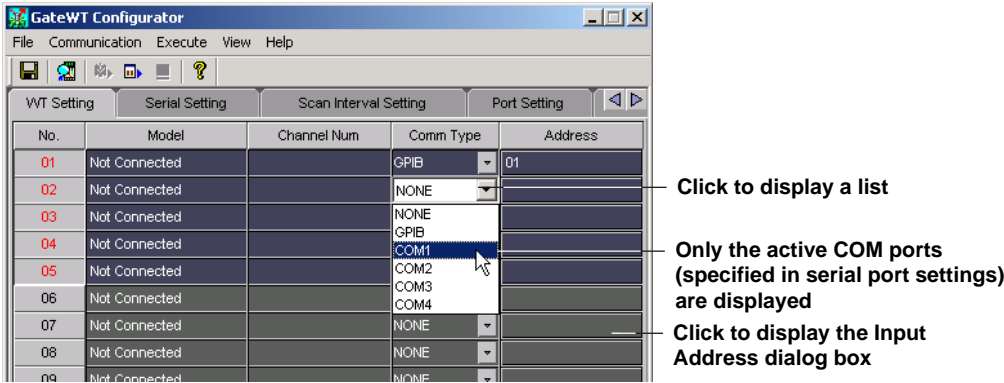 GateWT Configurator
File Communication Execute View Help
WT Setting Serial Setting Scan Interval Setting Port Setting
No. Model Channel Num Comm Type Address
01 Not Connected GPIB 01
02 Not Connected NONE
03 Not Connected NONE
04 Not Connected GPIB
COM1
05 Not Connected COM2
COM3
06 Not Connected COM4
07 Not Connected NONE
08 Not Connected NONE
09 Not Connected NONE
Click to display a list
Only the active COM ports
(specified in serial port settings)
are displayed
Click to display the Input
Address dialog box